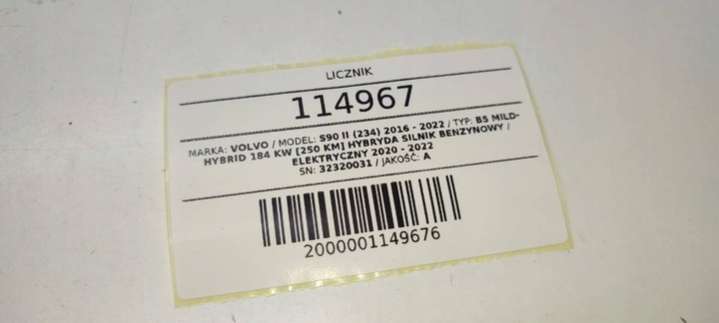 LICZNIK
114967
MARKA: VOLVO / MODEL: S90 II (234) 2016 - 2022 / TYP: B5 MILD-
HYBRID 184 KW [250 KM] HYBRYDA SILNIK BENZYNOWY /
ELEKTRYCZNY 2020 - 2022
SN: 32320031 / JAKOŚĆ: A
2000001149676